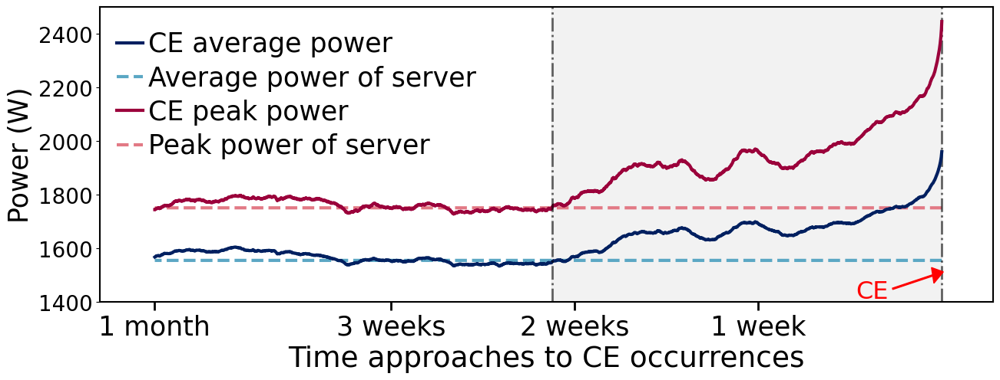 2400
2200
2000
1800
1600
1400
Power (W)
CE average power
Average power of server
CE peak power
Peak power of server
CE
1 month
3 weeks
2 weeks
1 week
Time approaches to CE occurrences